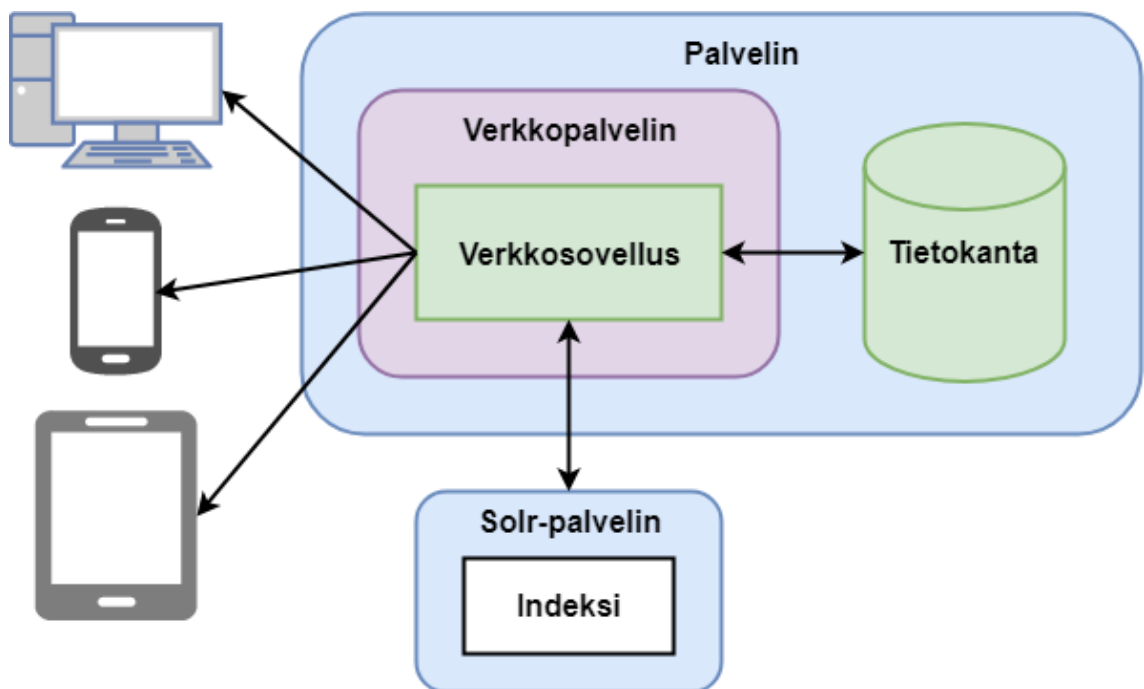 Palvelin
Verkkopalvelin
Verkkosovellus
Tietokanta
Solr-palvelin
Indeksi